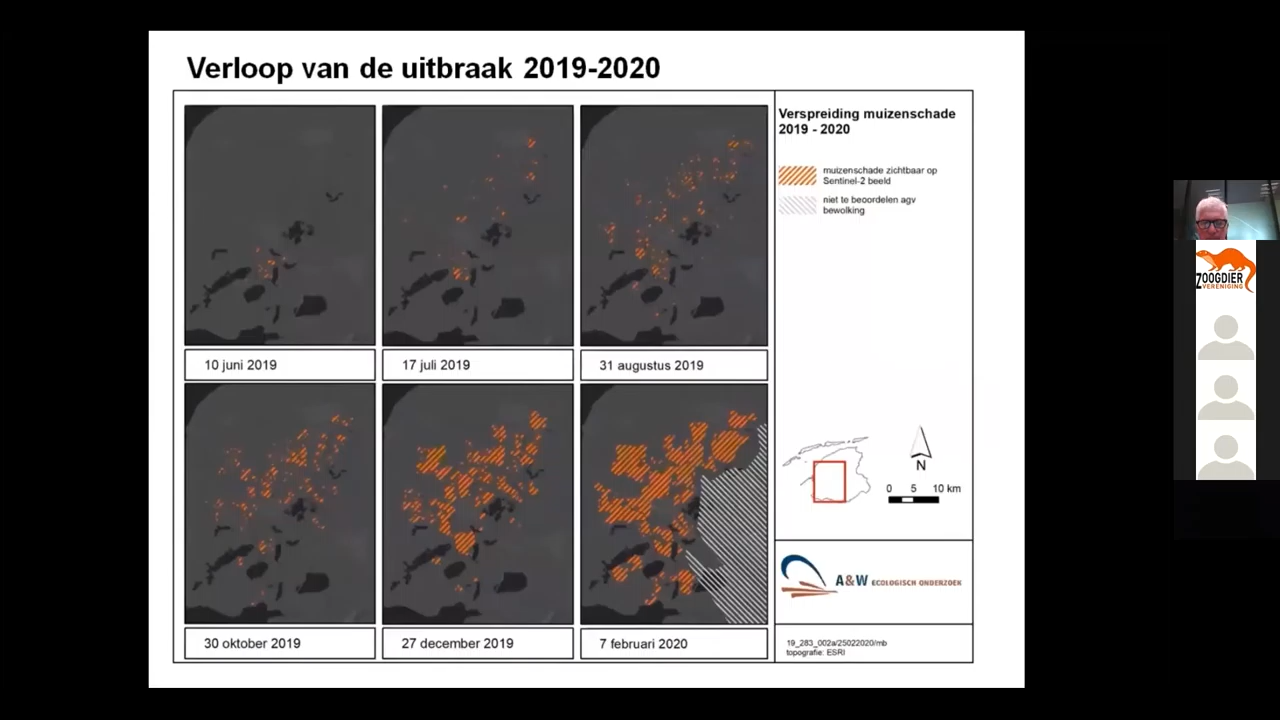 Verloop van de uitbraak 2019-2020
10 juni 2019
17 juli 2019
31 augustus 2019
30 oktober 2019
27 december 2019
7 februari 2020
Verspreiding muizenschade
2019 - 2020
muizenschade zichtbaar op
Sentinel-2 beeld
niet te beoordelen agv
bewolking
N
0 5 10 km
A&W ECOLOGISCH ONDERZOEK
19_283_002a/25022020/mb
topografie: ESRI
ZOOGDIER
VERENIGING